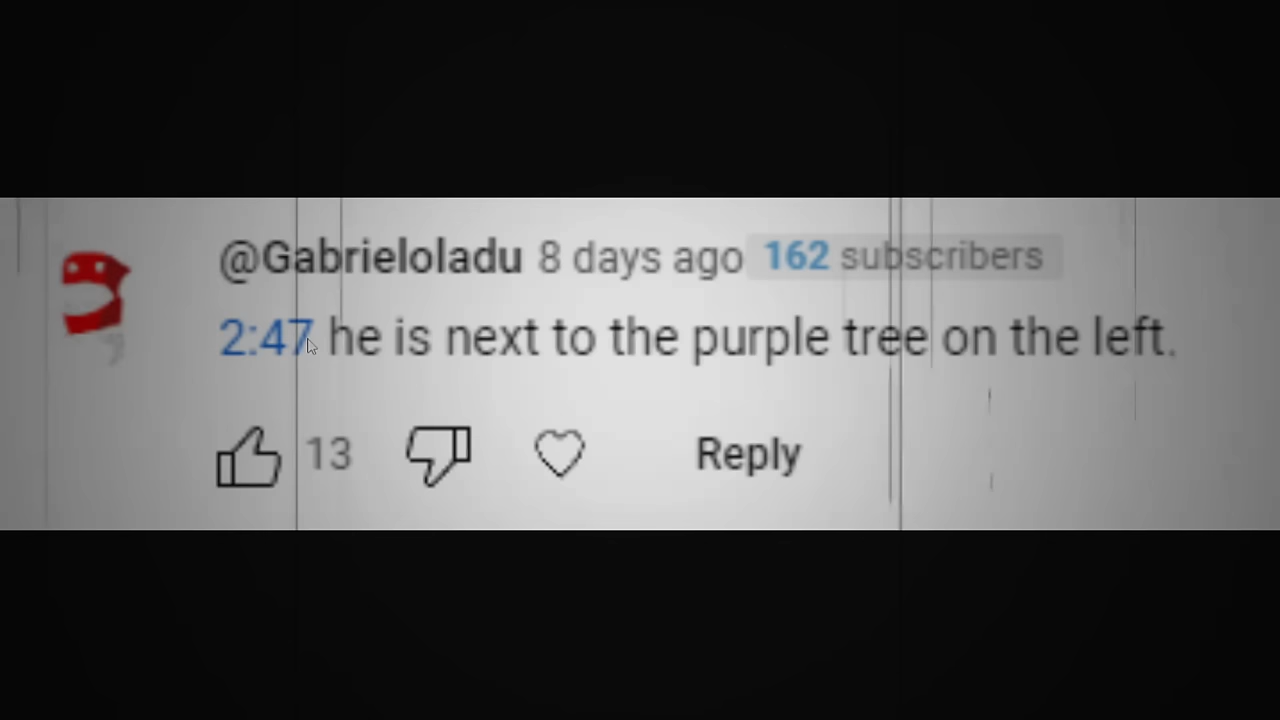 @Gabrieloladu 8 days ago 162 subscribers
2:47 he is next to the purple tree on the left.
13 Reply